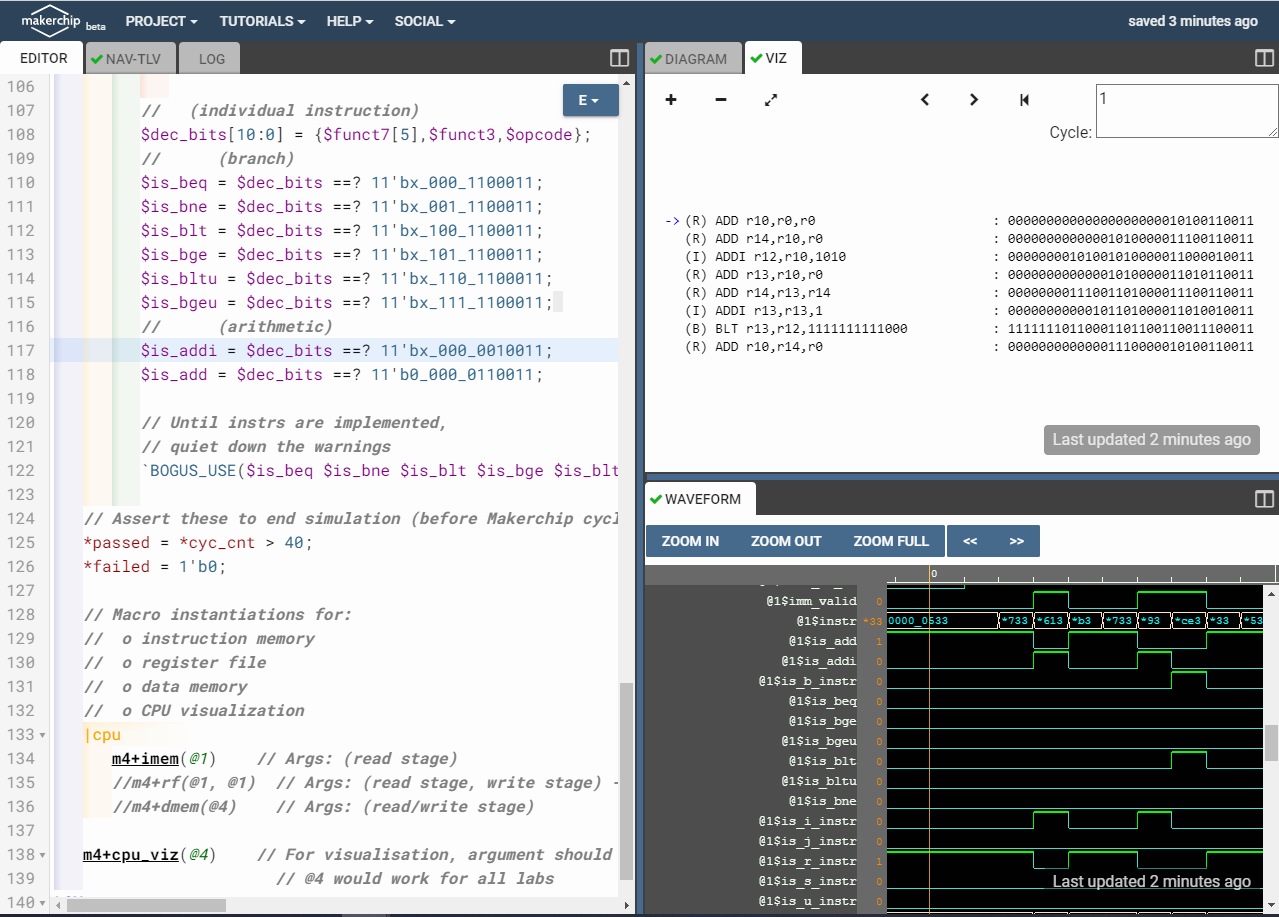 makerchip beta PROJECT TUTORIALS HELP SOCIAL saved 3 minutes ago
EDITOR NAV-TLV LOG
106
107 // (individual instruction)
108 $dec_bits[10:0] = {$funct7[5],$funct3,$opcode};
109 // (branch)
110 $is_beq = $dec_bits ==? 11'bx_000_1100011;
111 $is_bne = $dec_bits ==? 11'bx_001_1100011;
112 $is_blt = $dec_bits ==? 11'bx_100_1100011;
113 $is_bge = $dec_bits ==? 11'bx_101_1100011;
114 $is_bltu = $dec_bits ==? 11'bx_110_1100011;
115 $is_bgeu = $dec_bits ==? 11'bx_111_1100011;
116 // (arithmetic)
117 $is_addi = $dec_bits ==? 11'bx_000_0010011;
118 $is_add = $dec_bits ==? 11'b0_000_0110011;
119
120 // Until instrs are implemented,
121 // quiet down the warnings
122 `BOGUS_USE($is_beq $is_bne $is_blt $is_bge $is_blt
123
124 // Assert these to end simulation (before Makerchip cycl
125 *passed = *cyc_cnt > 40;
126 *failed = 1'b0;
127
128 // Macro instantiations for:
129 // o instruction memory
130 // o register file
131 // o data memory
132 // o CPU visualization
133 |cpu
134 m4+imem(@1) // Args: (read stage)
135 //m4+rf(@1, @1) // Args: (read stage, write stage) -
136 //m4+dmem(@4) // Args: (read/write stage)
137
138 m4+cpu_viz(@4) // For visualisation, argument should
139 // @4 would work for all labs
140
E
DIAGRAM VIZ
Cycle: 1
-> (R) ADD r10,r0,r0 : 00000000000000000000010100110011
(R) ADD r14,r10,r0 : 00000000000001010000011100110011
(I) ADDI r12,r10,1010 : 00000000101001010000011000010011
(R) ADD r13,r10,r0 : 00000000000001010000011010110011
(R) ADD r14,r13,r14 : 00000000111001101000011100110011
(I) ADDI r13,r13,1 : 00000000000101101000011010010011
(B) BLT r13,r12,1111111111000 : 11111110110001101100110011100011
(R) ADD r10,r14,r0 : 00000000000001110000010100110011
Last updated 2 minutes ago
WAVEFORM
ZOOM IN ZOOM OUT ZOOM FULL << >>
0
@1$imm_valid 0
@1$instr *33 0000_0533 *733 *613 *b3 *733 *93 *ce3 *33 *53
@1$is_add 1
@1$is_addi 0
@1$is_b_instr 0
@1$is_beq 0
@1$is_bge 0
@1$is_bgeu 0
@1$is_blt 0
@1$is_bltu 0
@1$is_bne 0
@1$is_i_instr 0
@1$is_j_instr 0
@1$is_r_instr 1
@1$is_s_instr 0
@1$is_u_instr 0
Last updated 2 minutes ago